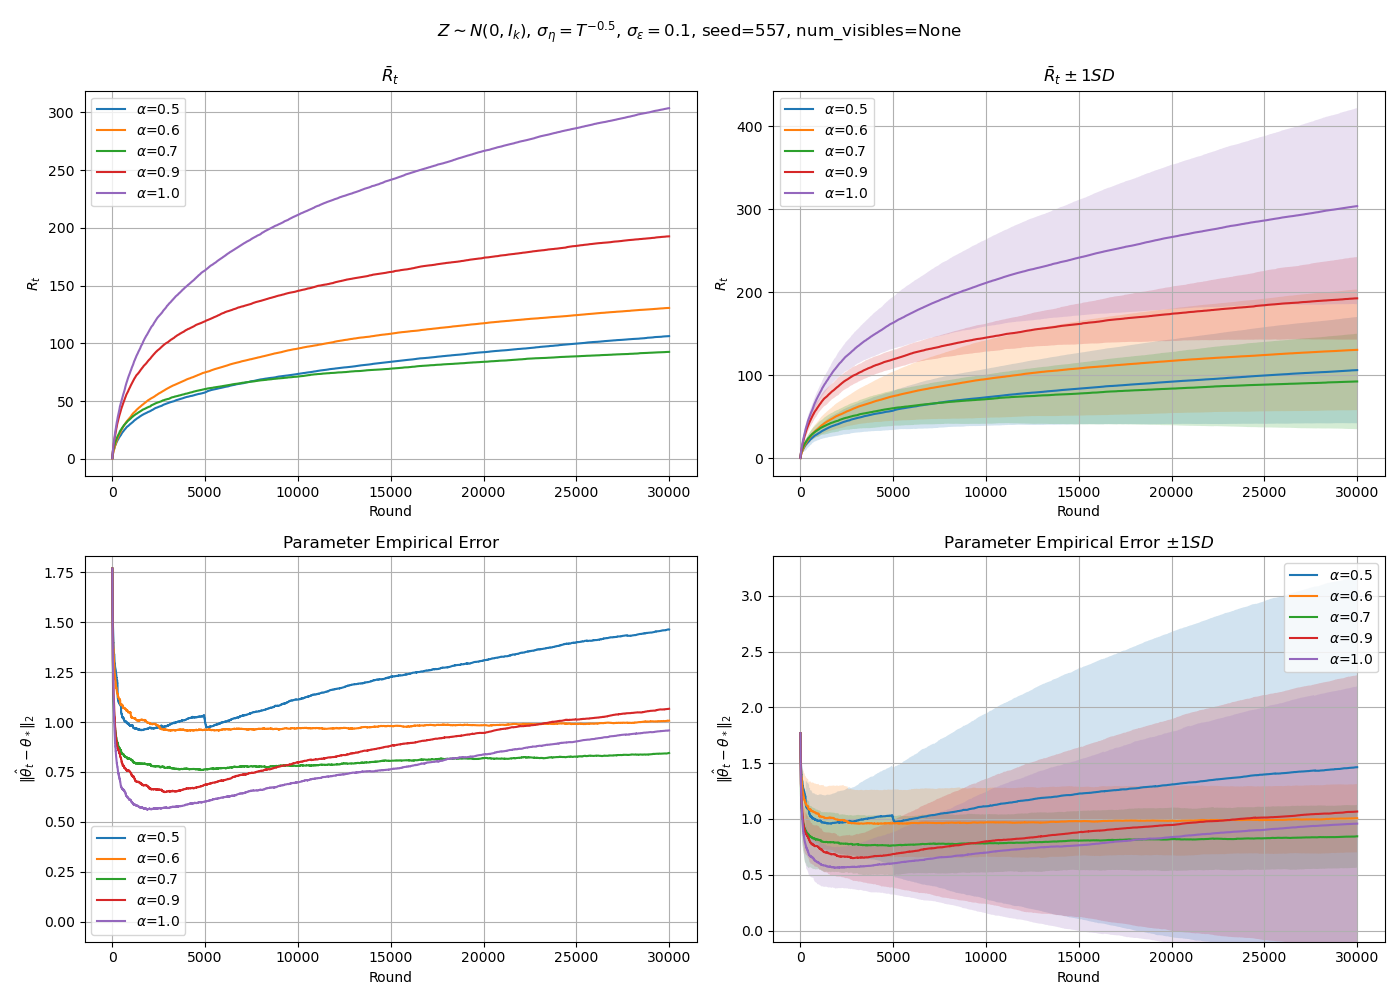 Z ~ N(0, I_k), σ_η = T^{−0.5}, σ_ε = 0.1, seed=557, num_visibles=None
R̄_t
R_t
300
250
200
150
100
50
0
α=0.5
α=0.6
α=0.7
α=0.9
α=1.0
0 5000 10000 15000 20000 25000 30000
Round
R̄_t ± 1SD
R_t
400
300
200
100
0
α=0.5
α=0.6
α=0.7
α=0.9
α=1.0
0 5000 10000 15000 20000 25000 30000
Round
Parameter Empirical Error
‖θ̂_t − θ_*‖_2
1.75
1.50
1.25
1.00
0.75
0.50
0.25
0.00
α=0.5
α=0.6
α=0.7
α=0.9
α=1.0
0 5000 10000 15000 20000 25000 30000
Round
Parameter Empirical Error ±1SD
‖θ̂_t − θ_*‖_2
3.0
2.5
2.0
1.5
1.0
0.5
0.0
α=0.5
α=0.6
α=0.7
α=0.9
α=1.0
0 5000 10000 15000 20000 25000 30000
Round